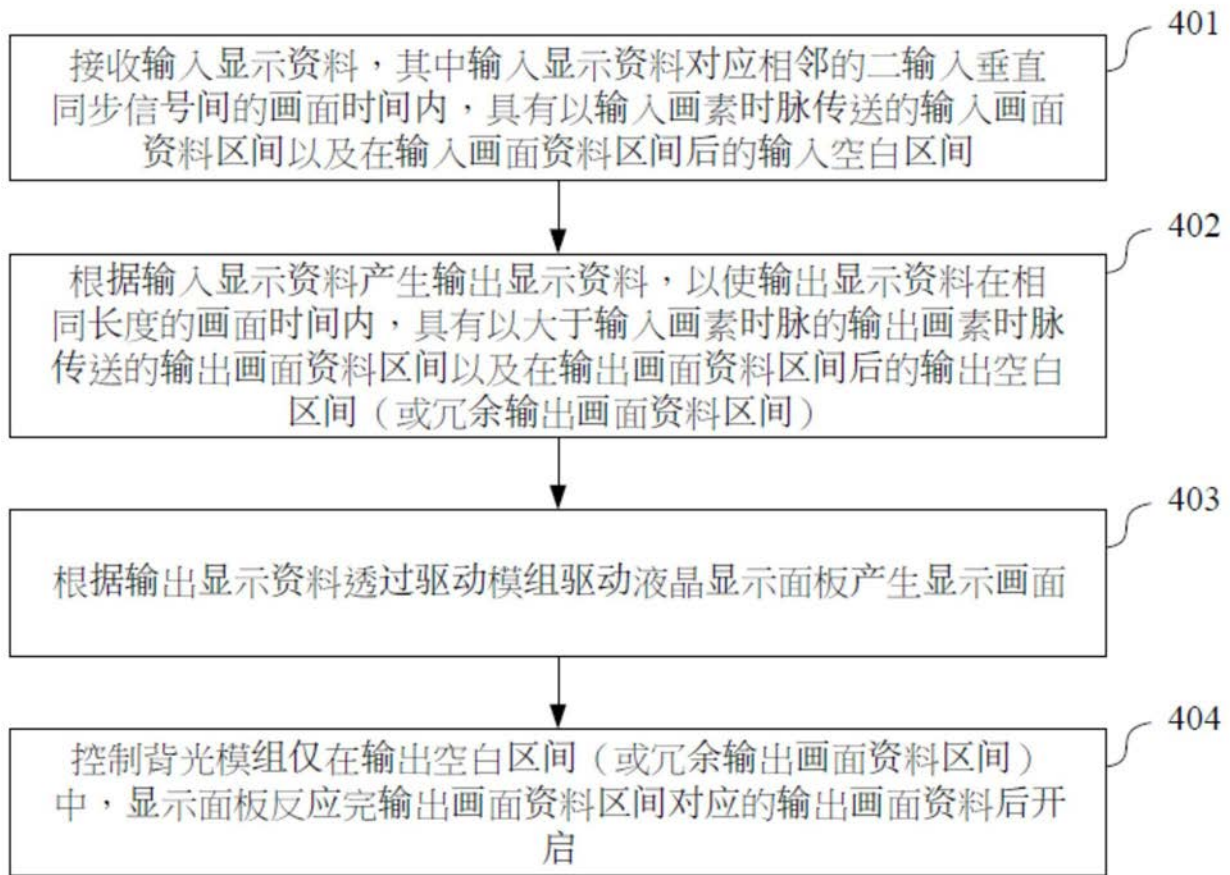 401
接收输入显示资料，其中输入显示资料对应相邻的二输入垂直
同步信号间的画面时间内，具有以输入画素时脉传送的输入画面
资料区间以及在输入画面资料区间后的输入空白区间
402
根据输入显示资料产生输出显示资料，以使输出显示资料在相
同长度的画面时间内，具有以大于输入画素时脉的输出画素时脉
传送的输出画面资料区间以及在输出画面资料区间后的输出空白
区间（或冗余输出画面资料区间）
403
根据输出显示资料透过驱动模组驱动液晶显示面板产生显示画面
404
控制背光模组仅在输出空白区间（或冗余输出画面资料区间）
中，显示面板反应完输出画面资料区间对应的输出画面资料后开
启